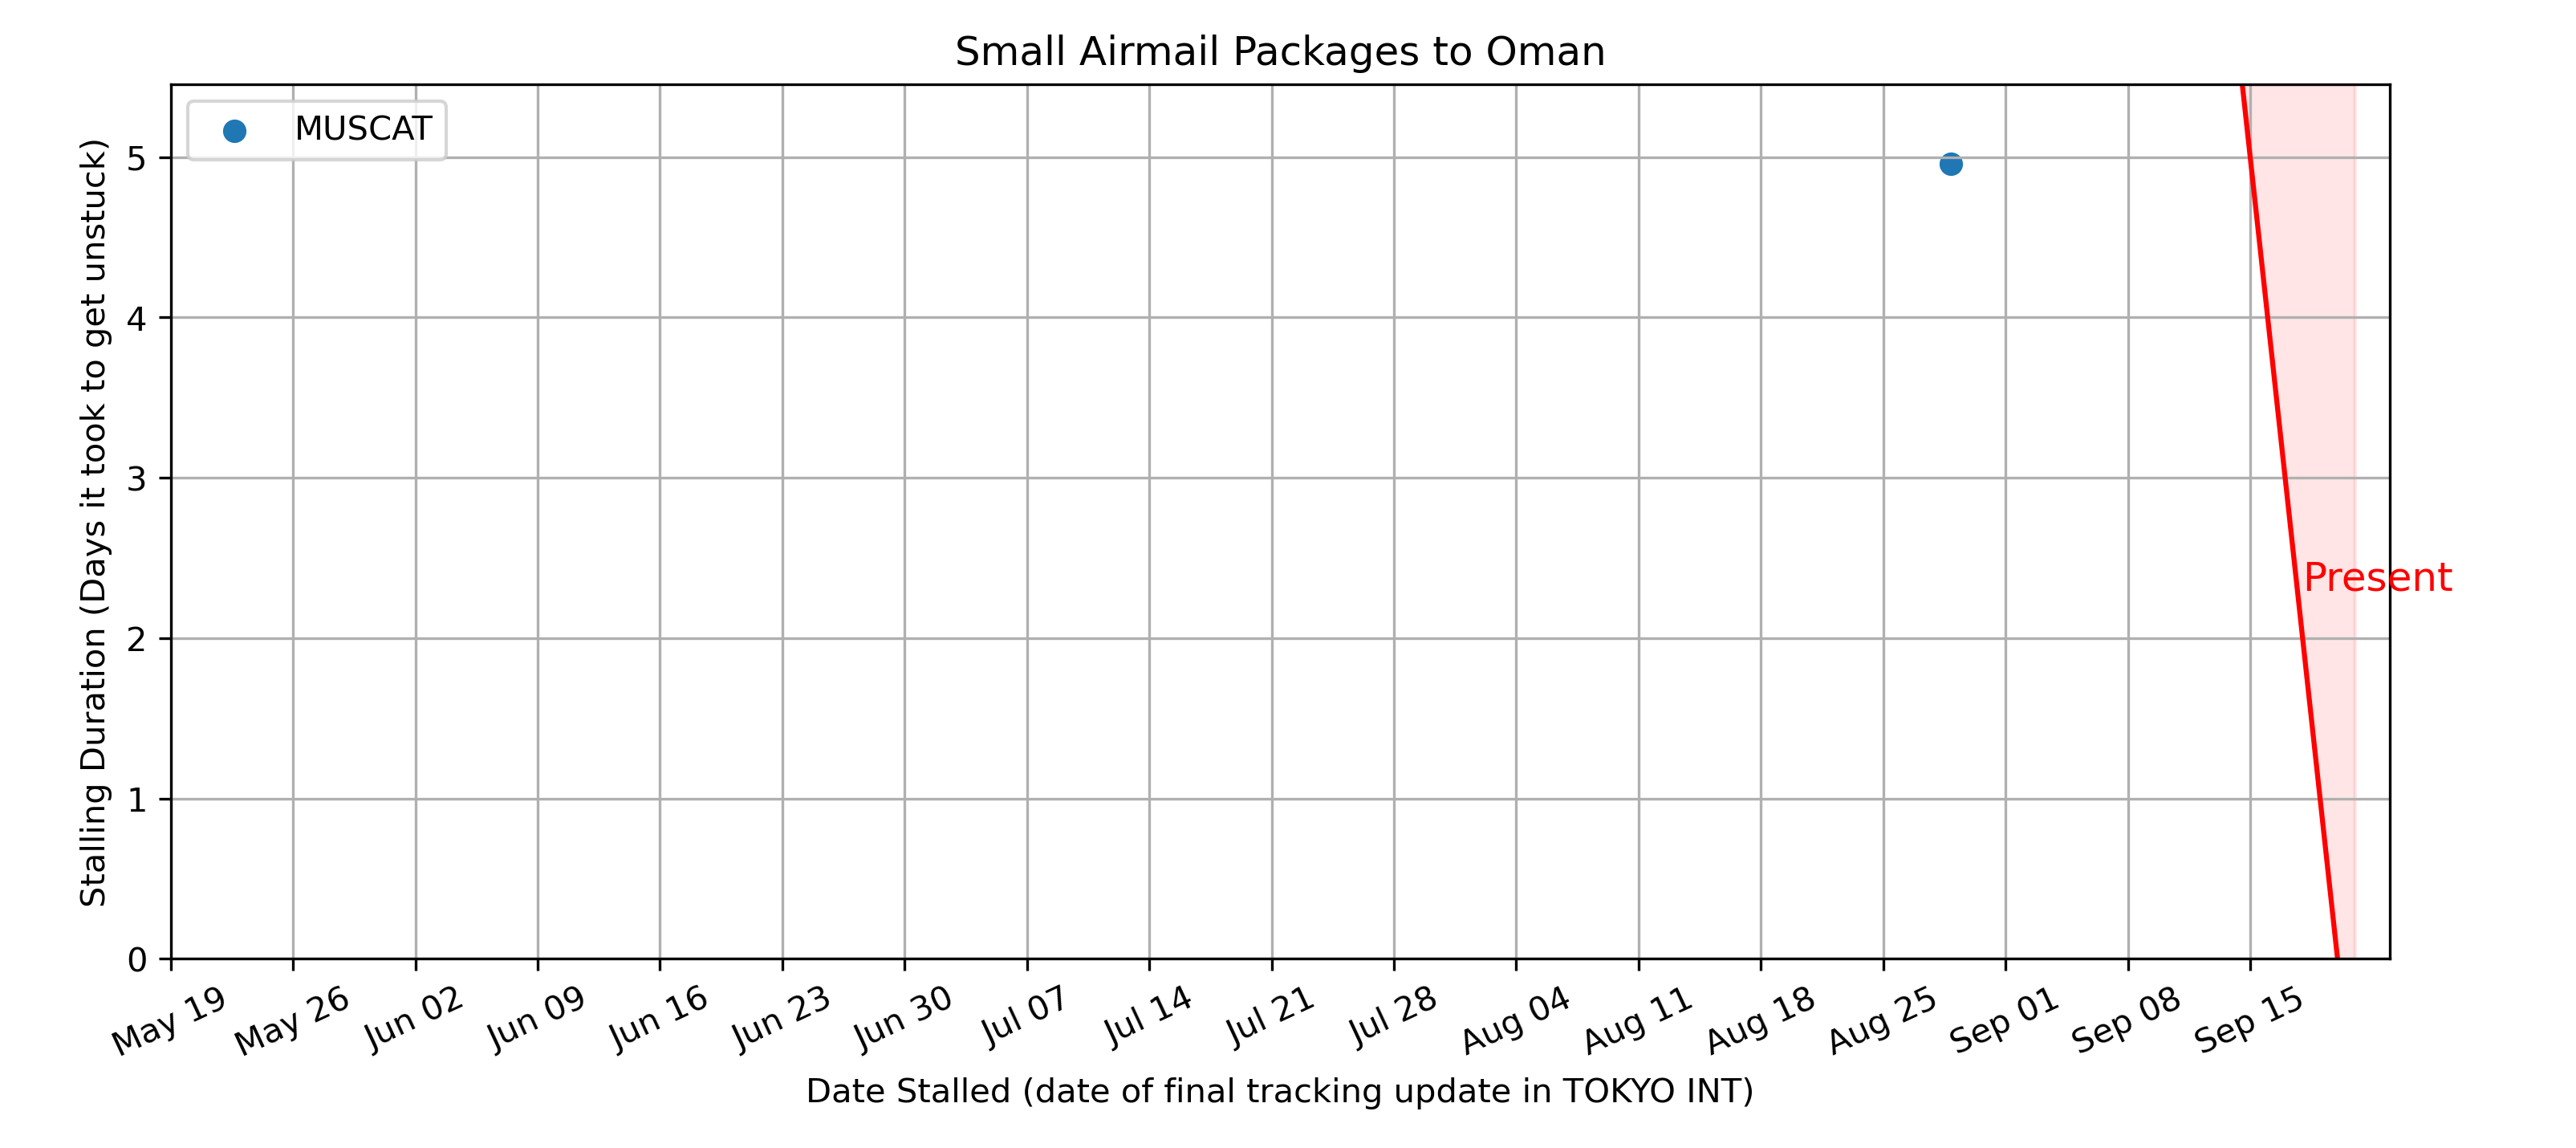 Small Airmail Packages to Oman
MUSCAT
Stalling Duration (Days it took to get unstuck)
5
4
3
2
1
0
Present
May 19
May 26
Jun 02
Jun 09
Jun 16
Jun 23
Jun 30
Jul 07
Jul 14
Jul 21
Jul 28
Aug 04
Aug 11
Aug 18
Aug 25
Sep 01
Sep 08
Sep 15
Date Stalled (date of final tracking update in TOKYO INT)